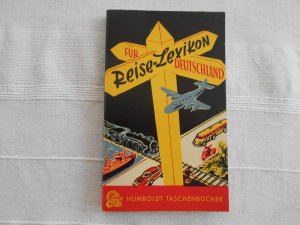 FÜR
Reise-Lexikon
DEUTSCHLAND
HUMBOLDT TASCHENBÜCHER